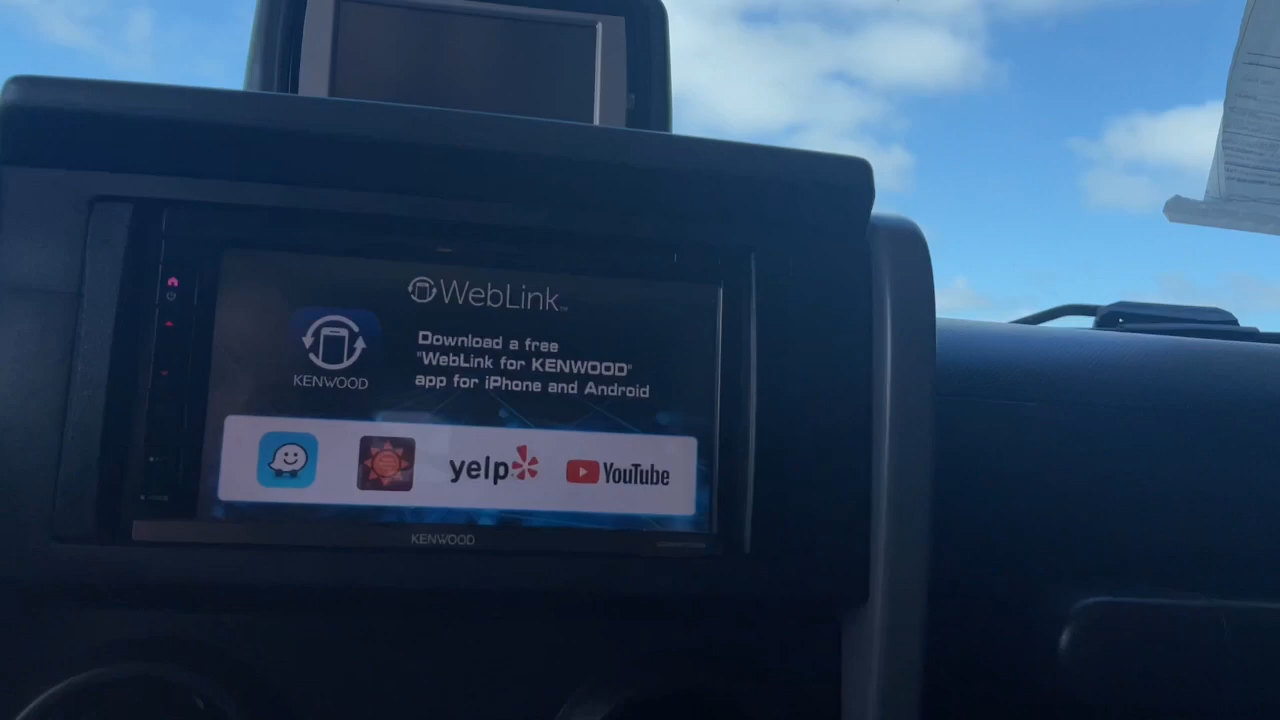 WebLink
Download a free
"WebLink for KENWOOD"
app for iPhone and Android
KENWOOD
yelp
YouTube
KENWOOD